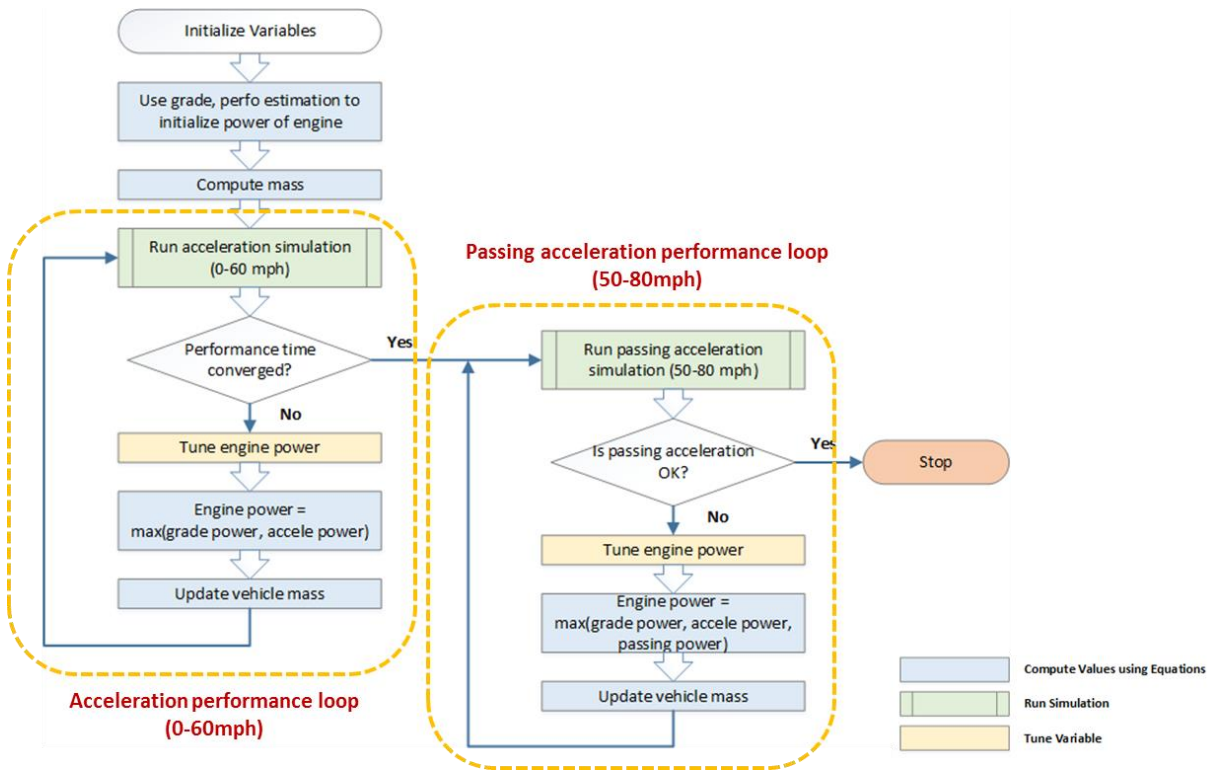 Initialize Variables
Use grade, perfo estimation to
initialize power of engine
Compute mass
Run acceleration simulation
(0-60 mph)
Performance time
converged?
Yes
No
Tune engine power
Engine power =
max(grade power, accele power)
Update vehicle mass
Acceleration performance loop
(0-60mph)
Passing acceleration performance loop
(50-80mph)
Run passing acceleration
simulation (50-80 mph)
Is passing acceleration
OK?
Yes
Stop
No
Tune engine power
Engine power =
max(grade power, accele power,
passing power)
Update vehicle mass
Compute Values using Equations
Run Simulation
Tune Variable